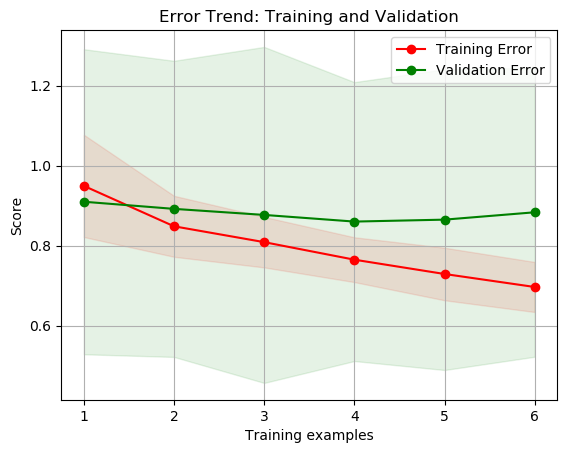 Error Trend: Training and Validation
Training Error
Validation Error
1.2
1.0
0.8
0.6
Score
1 2 3 4 5 6
Training examples